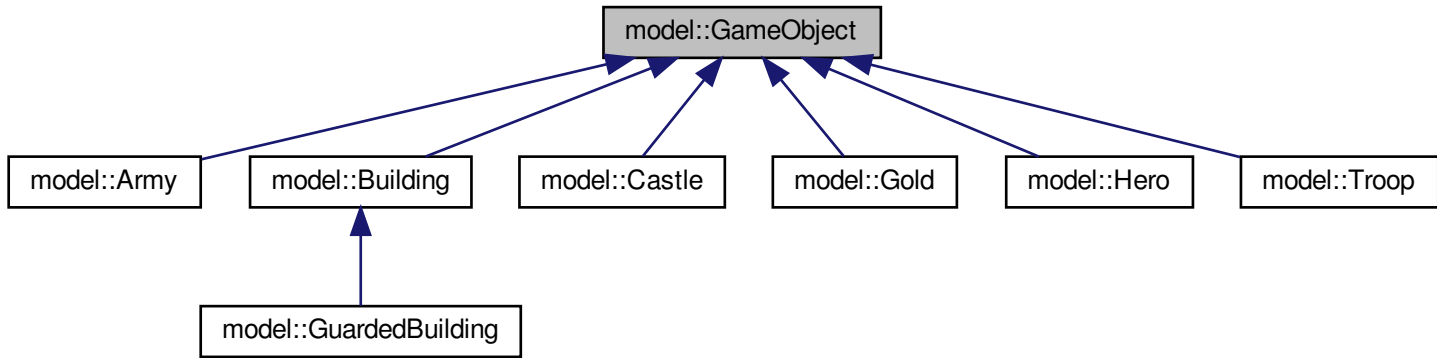 model::GameObject
model::Army
model::Building
model::Castle
model::Gold
model::Hero
model::Troop
model::GuardedBuilding